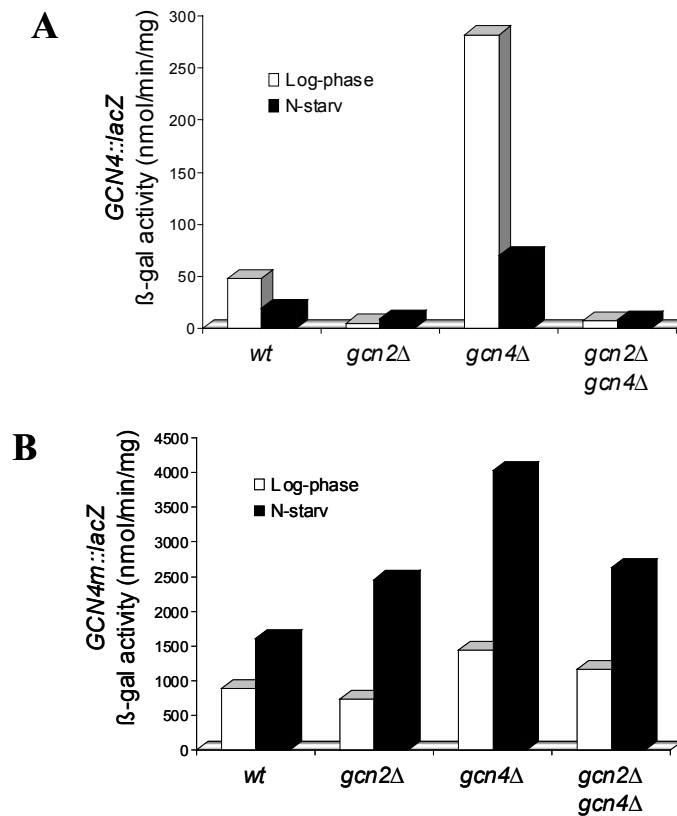 A
GCN4::lacZ
ß-gal activity (nmol/min/mg)
300
250
200
150
100
50
0
Log-phase
N-starv
wt
gcn2Δ
gcn4Δ
gcn2Δ
gcn4Δ
B
GCN4m::lacZ
ß-gal activity (nmol/min/mg)
4500
4000
3500
3000
2500
2000
1500
1000
500
0
Log-phase
N-starv
wt
gcn2Δ
gcn4Δ
gcn2Δ
gcn4Δ